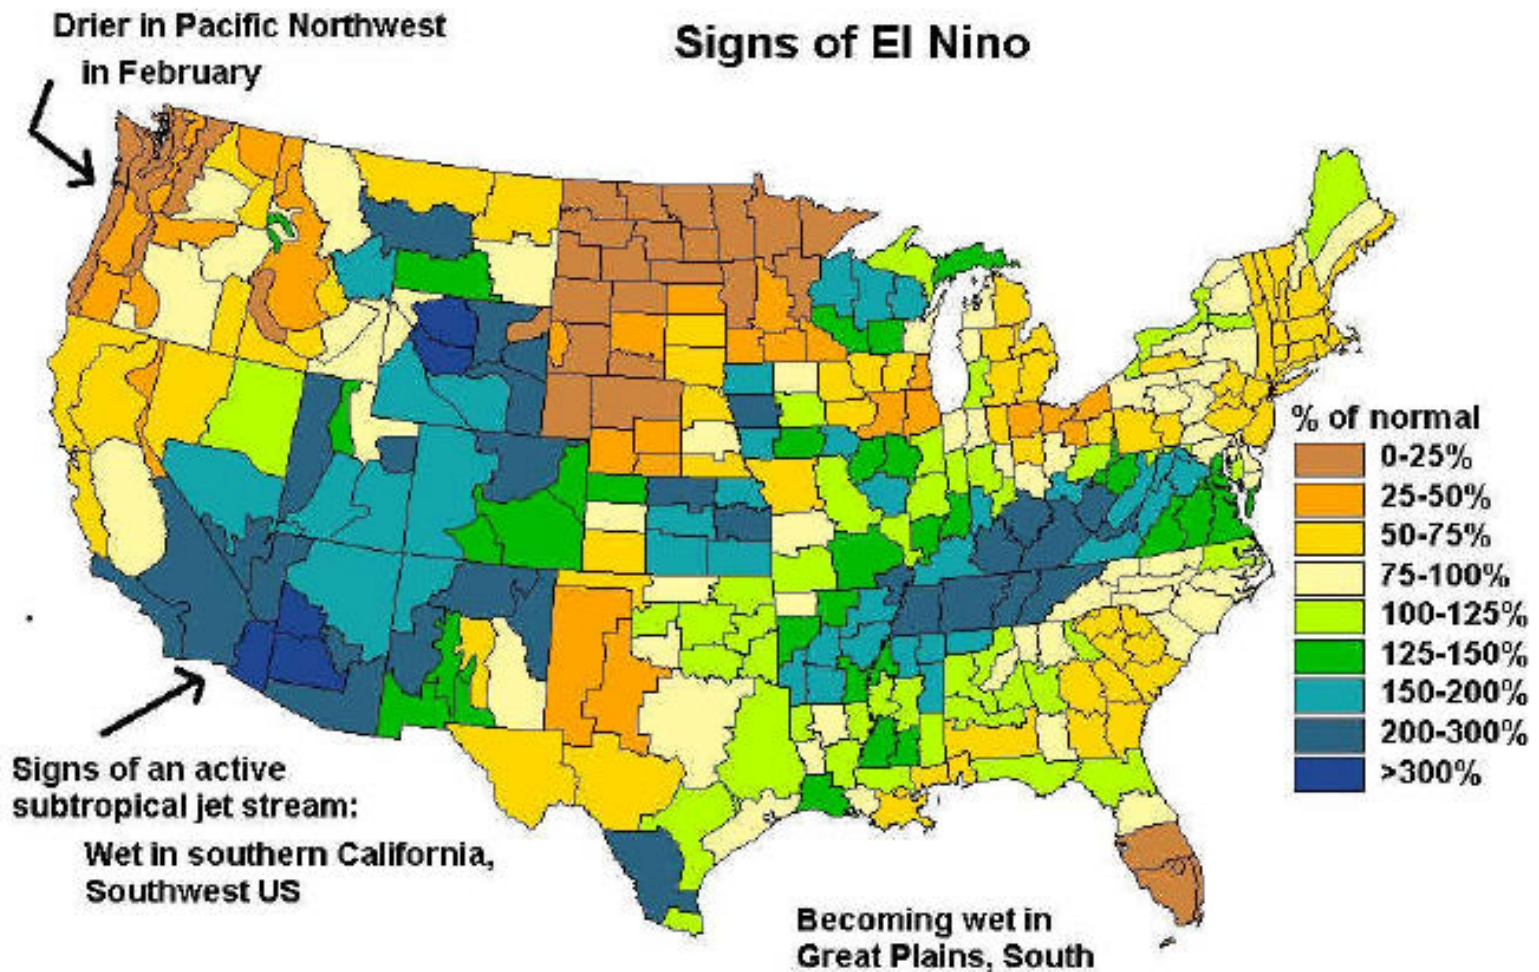 Drier in Pacific Northwest
in February
Signs of El Nino
% of normal
0-25%
25-50%
50-75%
75-100%
100-125%
125-150%
150-200%
200-300%
>300%
Signs of an active
subtropical jet stream:
Wet in southern California,
Southwest US
Becoming wet in
Great Plains, South